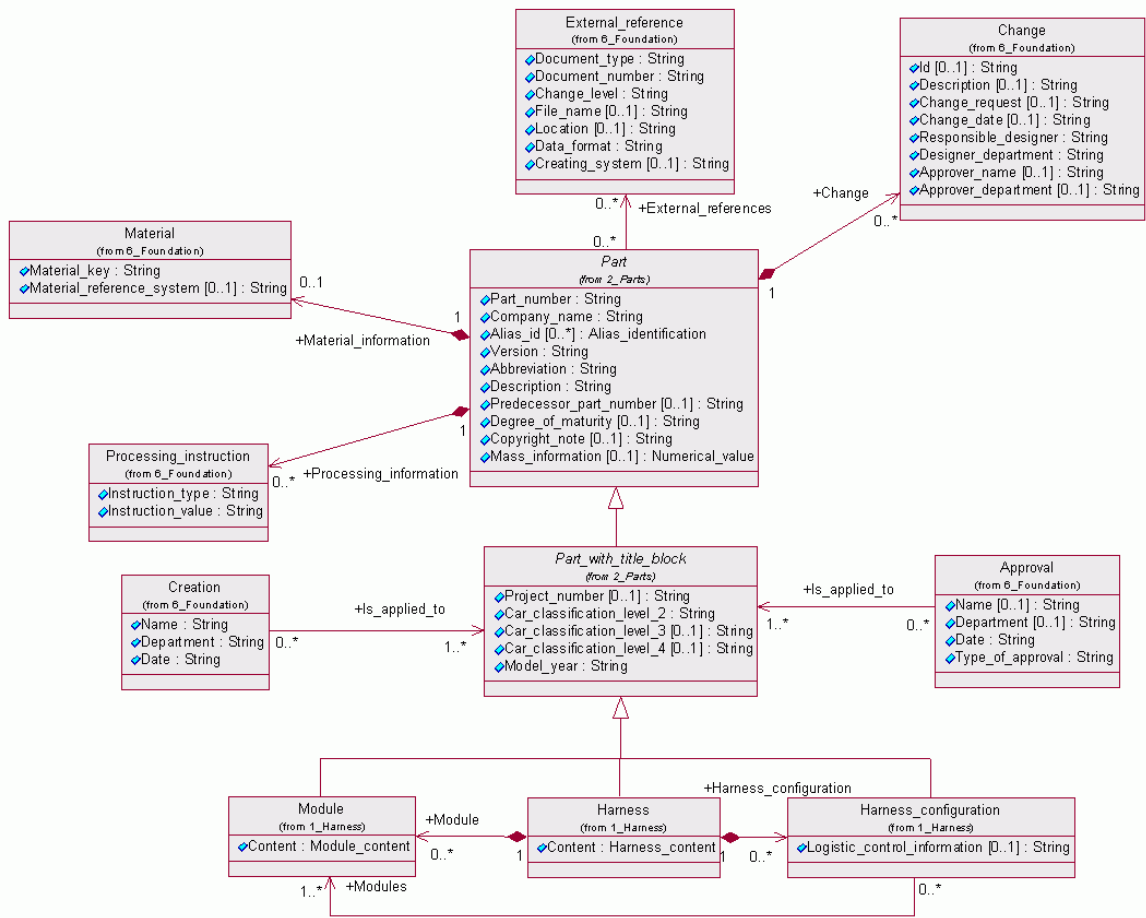 External_reference
(from 6_Foundation)
Document_type : String
Document_number : String
Change_level : String
File_name [0..1] : String
Location [0..1] : String
Data_format : String
Creating_system [0..1] : String
Change
(from 6_Foundation)
Id [0..1] : String
Description [0..1] : String
Change_request [0..1] : String
Change_date [0..1] : String
Responsible_designer : String
Designer_department : String
Approver_name [0..1] : String
Approver_department [0..1] : String
0..*
+External_references
0..*
+Change
0..*
1
Material
(from 6_Foundation)
Material_key : String
Material_reference_system [0..1] : String
0..1
1
+Material_information
Part
(from 2_Parts)
Part_number : String
Company_name : String
Alias_id [0..*] : Alias_identification
Version : String
Abbreviation : String
Description : String
Predecessor_part_number [0..1] : String
Degree_of_maturity [0..1] : String
Copyright_note [0..1] : String
Mass_information [0..1] : Numerical_value
1
+Processing_information
0..*
Processing_instruction
(from 6_Foundation)
Instruction_type : String
Instruction_value : String
Creation
(from 6_Foundation)
Name : String
Department : String
Date : String
+Is_applied_to
0..*
1..*
Part_with_title_block
(from 2_Parts)
Project_number [0..1] : String
Car_classification_level_2 : String
Car_classification_level_3 [0..1] : String
Car_classification_level_4 [0..1] : String
Model_year : String
+Is_applied_to
1..*
0..*
Approval
(from 6_Foundation)
Name [0..1] : String
Department [0..1] : String
Date : String
Type_of_approval : String
Module
(from 1_Harness)
Content : Module_content
+Module
0..*
1
Harness
(from 1_Harness)
Content : Harness_content
+Harness_configuration
1
0..*
Harness_configuration
(from 1_Harness)
Logistic_control_information [0..1] : String
1..*
+Modules
0..*